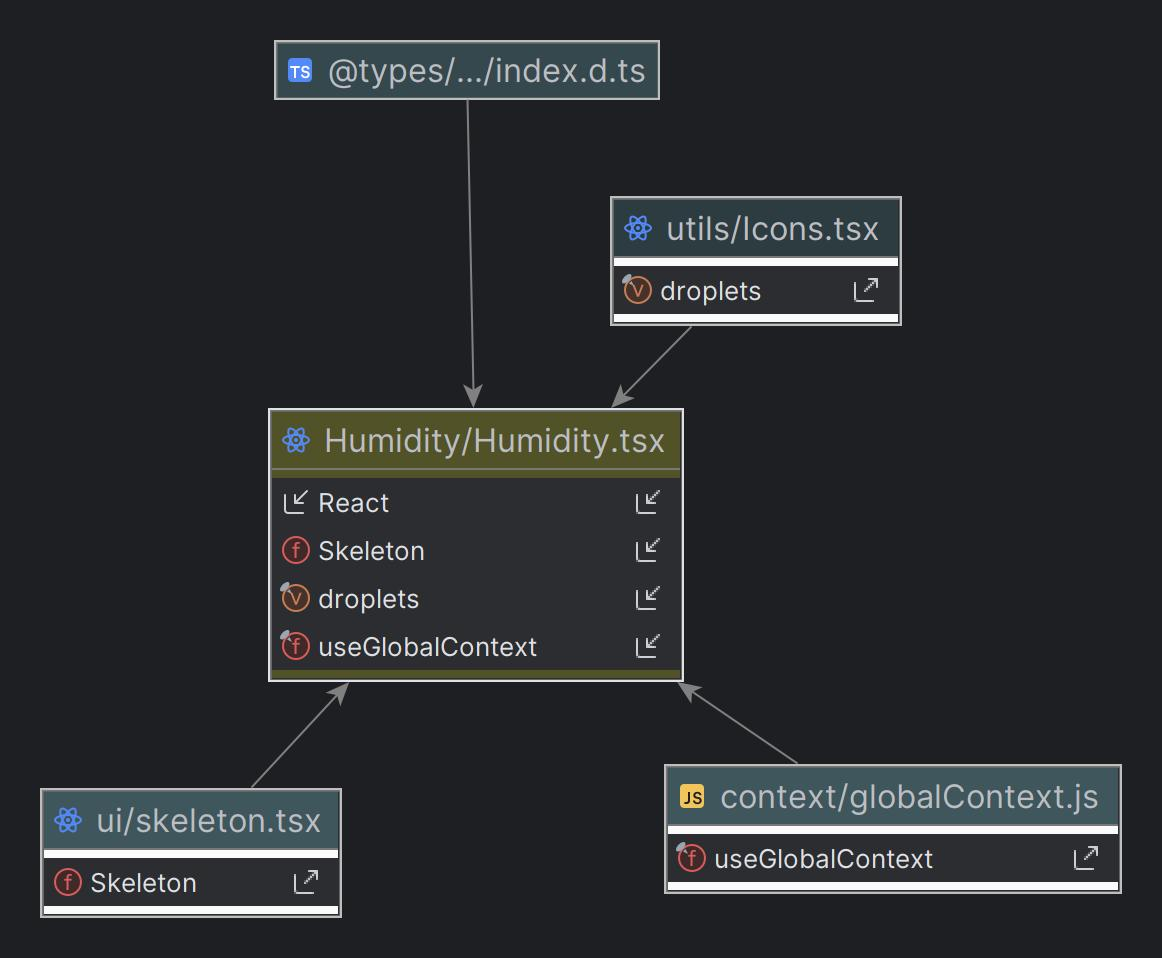 TS @types/.../index.d.ts
utils/Icons.tsx
v droplets
Humidity/Humidity.tsx
React
f Skeleton
v droplets
f useGlobalContext
ui/skeleton.tsx
f Skeleton
JS context/globalContext.js
f useGlobalContext